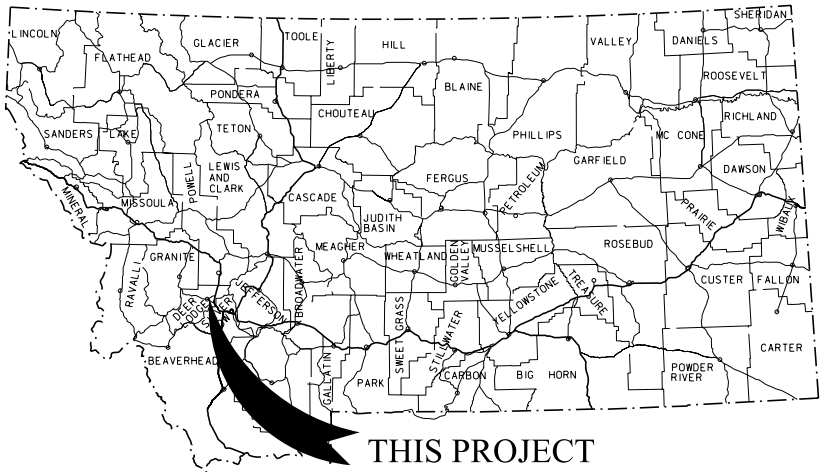 SHERIDAN
LINCOLN
TOOLE
GLACIER
LIBERTY
HILL
VALLEY
DANIELS
FLATHEAD
ROOSEVELT
BLAINE
PONDERA
CHOUTEAU
RICHLAND
TETON
SANDERS
LAKE
PHILLIPS
MC CONE
GARFIELD
LEWIS
AND
CLARK
POWELL
DAWSON
FERGUS
PETROLEUM
CASCADE
MINERAL
MISSOULA
JUDITH
BASIN
PRAIRIE
WIBAUX
MEAGHER
BROADWATER
WHEATLAND
GOLDEN
VALLEY
MUSSELSHELL
ROSEBUD
GRANITE
RAVALLI
CUSTER
FALLON
JEFFERSON
DEER
LODGE
SILVER
YELLOWSTONE
TREASURE
SWEET GRASS
STILLWATER
CARTER
BEAVERHEAD
GALLATIN
PARK
CARBON
BIG HORN
POWDER
RIVER
THIS PROJECT